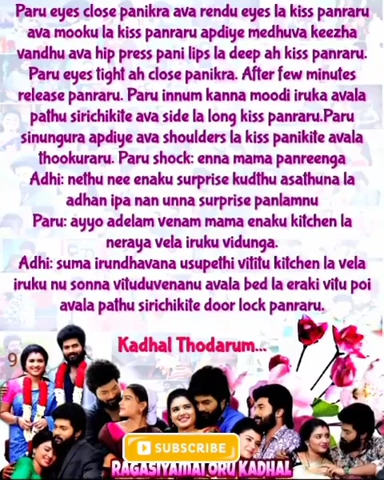 Paru eyes close panikra ava rendu eyes la kiss panraru
ava mooku la kiss panraru apdiye medhuva keezha
vandhu ava hip press pani lips la deep ah kiss panraru.
Paru eyes tight ah close panikra. After few minutes
release panraru. Paru innum kanna moodi iruka avala
pathu sirichikite ava side la long kiss panraru.Paru
sinungura apdiye ava shoulders la kiss panikite avala
thookuraru. Paru shock: enna mama panreenga
Adhi: nethu nee enaku surprise kudthu asathuna la
adhan ipa nan unna surprise panlamnu
Paru: ayyo adelam venam mama enaku kitchen la
neraya vela iruku vidunga.
Adhi: suma irundhavana usupethi vititu kitchen la vela
iruku nu sonna vituduvenanu avala bed la eraki vitu poi
avala pathu sirichikite door lock panraru.
Kadhal Thodarum...
9
SUBSCRIBE
RAGASIYAMAI ORU KADHAL